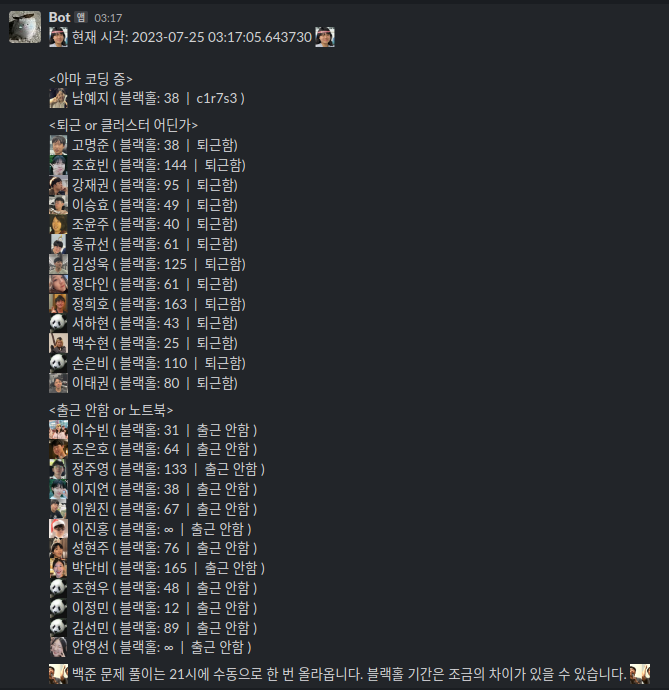 Bot 앱 03:17
현재 시각: 2023-07-25 03:17:05.643730
<아마 코딩 중>
남예지 ( 블랙홀: 38 | c1r7s3 )
<퇴근 or 클러스터 어딘가>
고명준 ( 블랙홀: 38 | 퇴근함)
조효빈 ( 블랙홀: 144 | 퇴근함)
강재권 ( 블랙홀: 95 | 퇴근함)
이승효 ( 블랙홀: 49 | 퇴근함)
조윤주 ( 블랙홀: 40 | 퇴근함)
홍규선 ( 블랙홀: 61 | 퇴근함)
김성욱 ( 블랙홀: 125 | 퇴근함)
정다인 ( 블랙홀: 61 | 퇴근함)
정희호 ( 블랙홀: 163 | 퇴근함)
서하현 ( 블랙홀: 43 | 퇴근함)
백수현 ( 블랙홀: 25 | 퇴근함)
손은비 ( 블랙홀: 110 | 퇴근함)
이태권 ( 블랙홀: 80 | 퇴근함)
<출근 안함 or 노트북>
이수빈 ( 블랙홀: 31 | 출근 안함 )
조은호 ( 블랙홀: 64 | 출근 안함 )
정주영 ( 블랙홀: 133 | 출근 안함 )
이지연 ( 블랙홀: 38 | 출근 안함 )
이원진 ( 블랙홀: 67 | 출근 안함 )
이진홍 ( 블랙홀: ∞ | 출근 안함 )
성현주 ( 블랙홀: 76 | 출근 안함 )
박단비 ( 블랙홀: 165 | 출근 안함 )
조현우 ( 블랙홀: 48 | 출근 안함 )
이정민 ( 블랙홀: 12 | 출근 안함 )
김선민 ( 블랙홀: 89 | 출근 안함 )
안영선 ( 블랙홀: ∞ | 출근 안함 )
백준 문제 풀이는 21시에 수동으로 한 번 올라옵니다. 블랙홀 기간은 조금의 차이가 있을 수 있습니다.